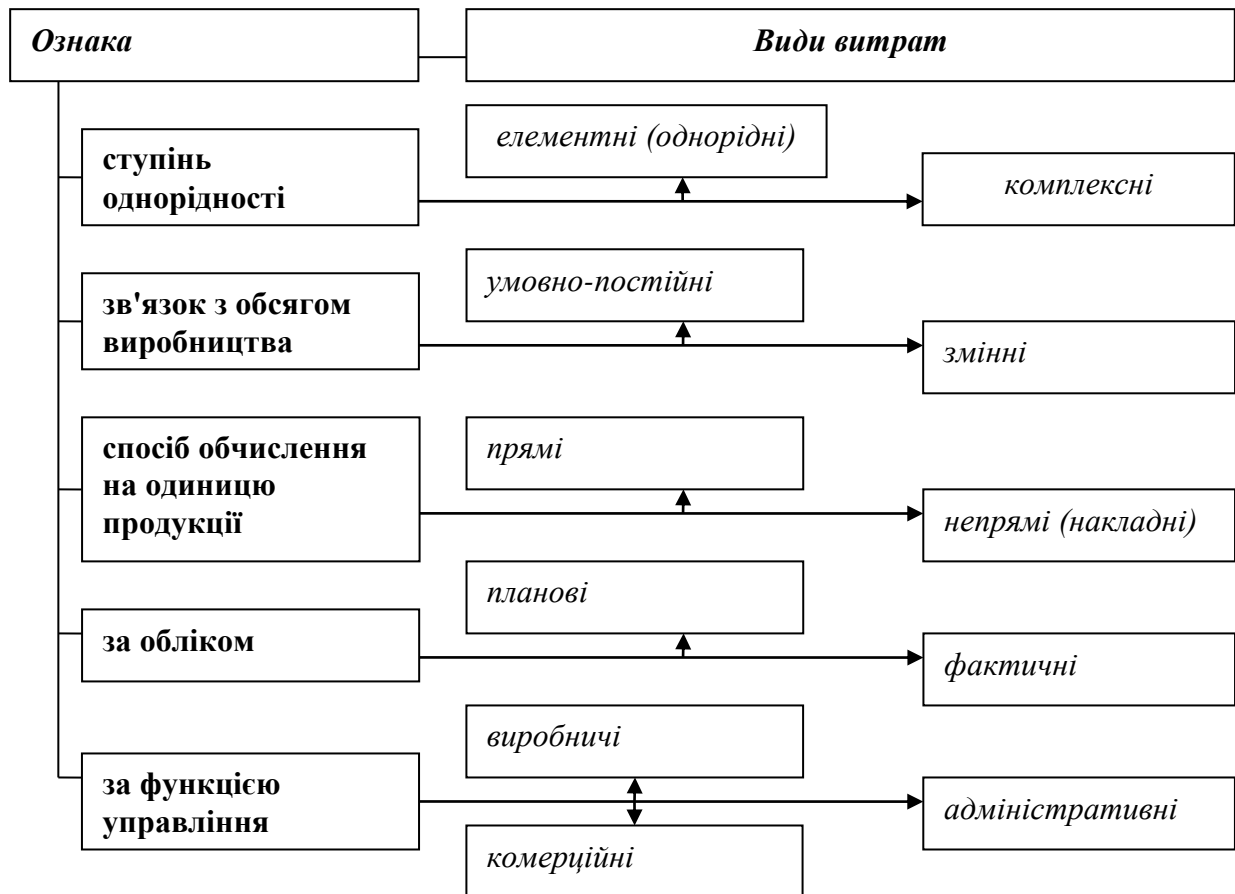 Ознака
Види витрат
ступінь
однорідності
елементні (однорідні)
комплексні
зв'язок з обсягом
виробництва
умовно-постійні
змінні
спосіб обчислення
на одиницю
продукції
прямі
непрямі (накладні)
за обліком
планові
фактичні
за функцією
управління
виробничі
адміністративні
комерційні